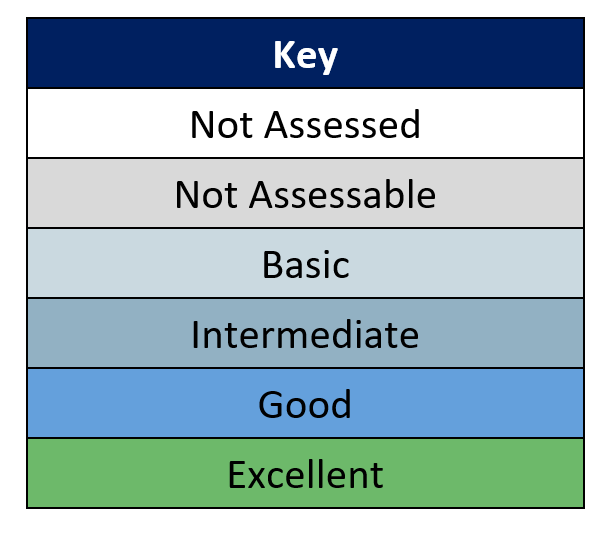 Key
Not Assessed
Not Assessable
Basic
Intermediate
Good
Excellent